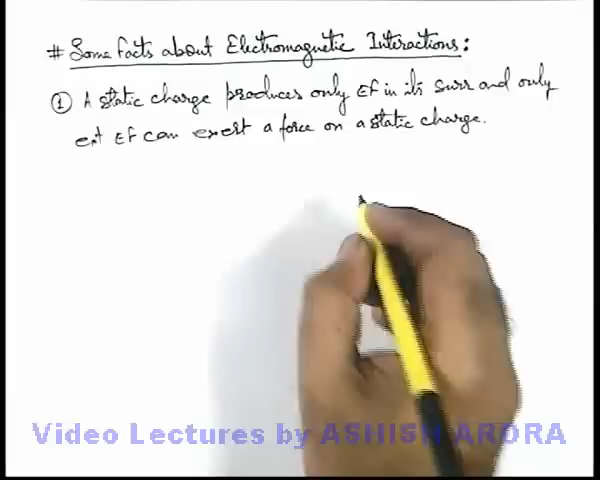 # Some facts about Electromagnetic Interactions:
① A static charge produces only EF in its surr and only
ext EF can exert a force on a static charge.
Video Lectures by ASHISH ARORA